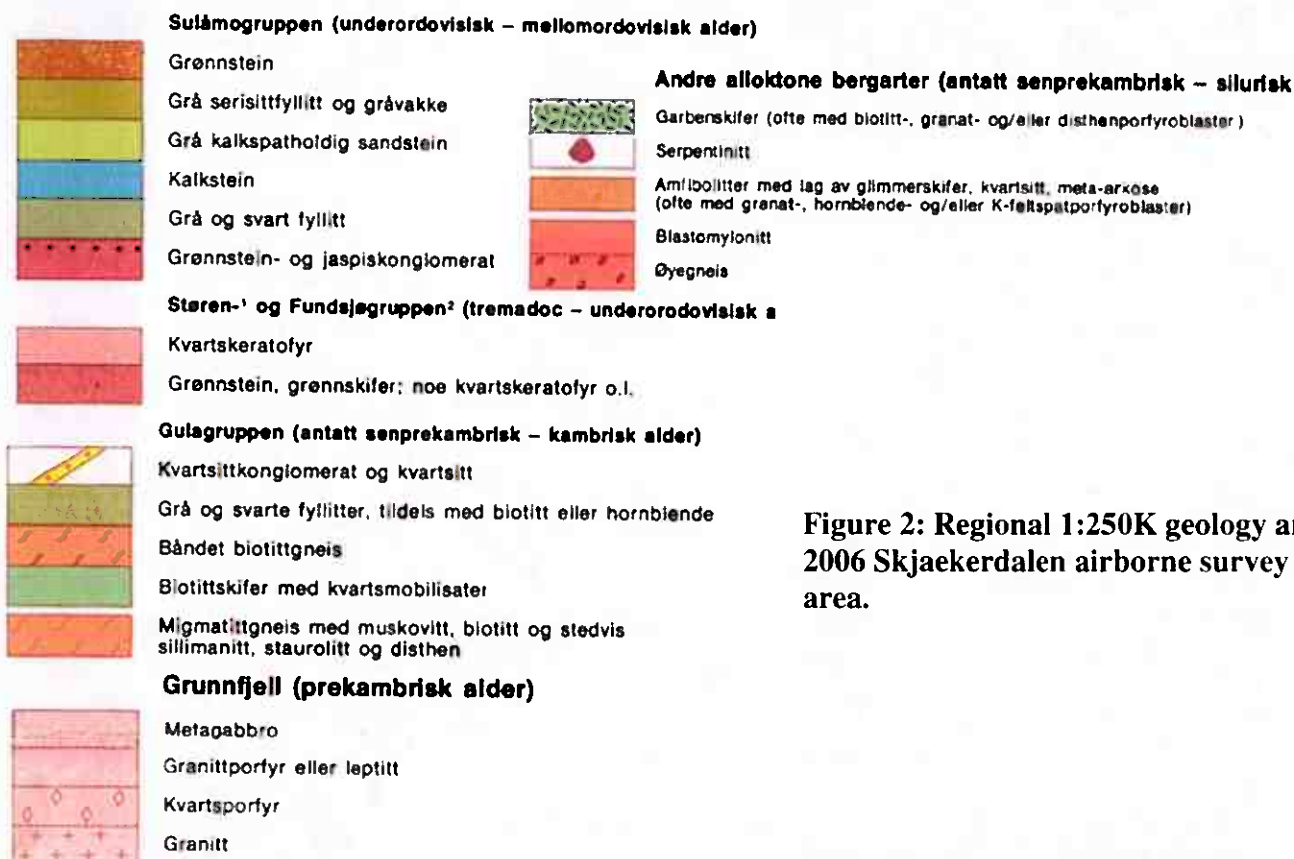 Sulåmogruppen (underordovisisk – mellomordovisisk alder)
Grønnstein
Grå serisittfyllitt og gråvakke
Grå kalkspatholdig sandstein
Kalkstein
Grå og svart fyllitt
Grønnstein- og jaspiskonglomerat
Støren-¹ og Fundsjøgruppen² (tremadoc – underorodovisisk a
Kvartskeratofyr
Grønnstein, grønnskifer; noe kvartskeratofyr o.l.
Gulagruppen (antatt senprekambrisk – kambrisk alder)
Kvartsittkonglomerat og kvartsitt
Grå og svarte fyllitter, tildels med biotitt eller hornblende
Båndet biotittgneis
Biotittskifer med kvartsmobilisater
Migmatittgneis med muskovitt, biotitt og stedvis
sillimanitt, staurolitt og disthen
Grunnfjell (prekambrisk alder)
Metagabbro
Granittporfyr eller leptitt
Kvartsporfyr
Granitt
Andre alloktone bergarter (antatt senprekambrisk – silurisk
Garbenskifer (ofte med biotitt-, granat- og/eller disthenporfyroblaster)
Serpentinitt
Amfibolitter med lag av glimmerskifer, kvartsitt, meta-arkose
(ofte med granat-, hornblende- og/eller K-feltspatporfyroblaster)
Blastomylonitt
Øyegneis
Figure 2: Regional 1:250K geology a
2006 Skjaekerdalen airborne survey
area.